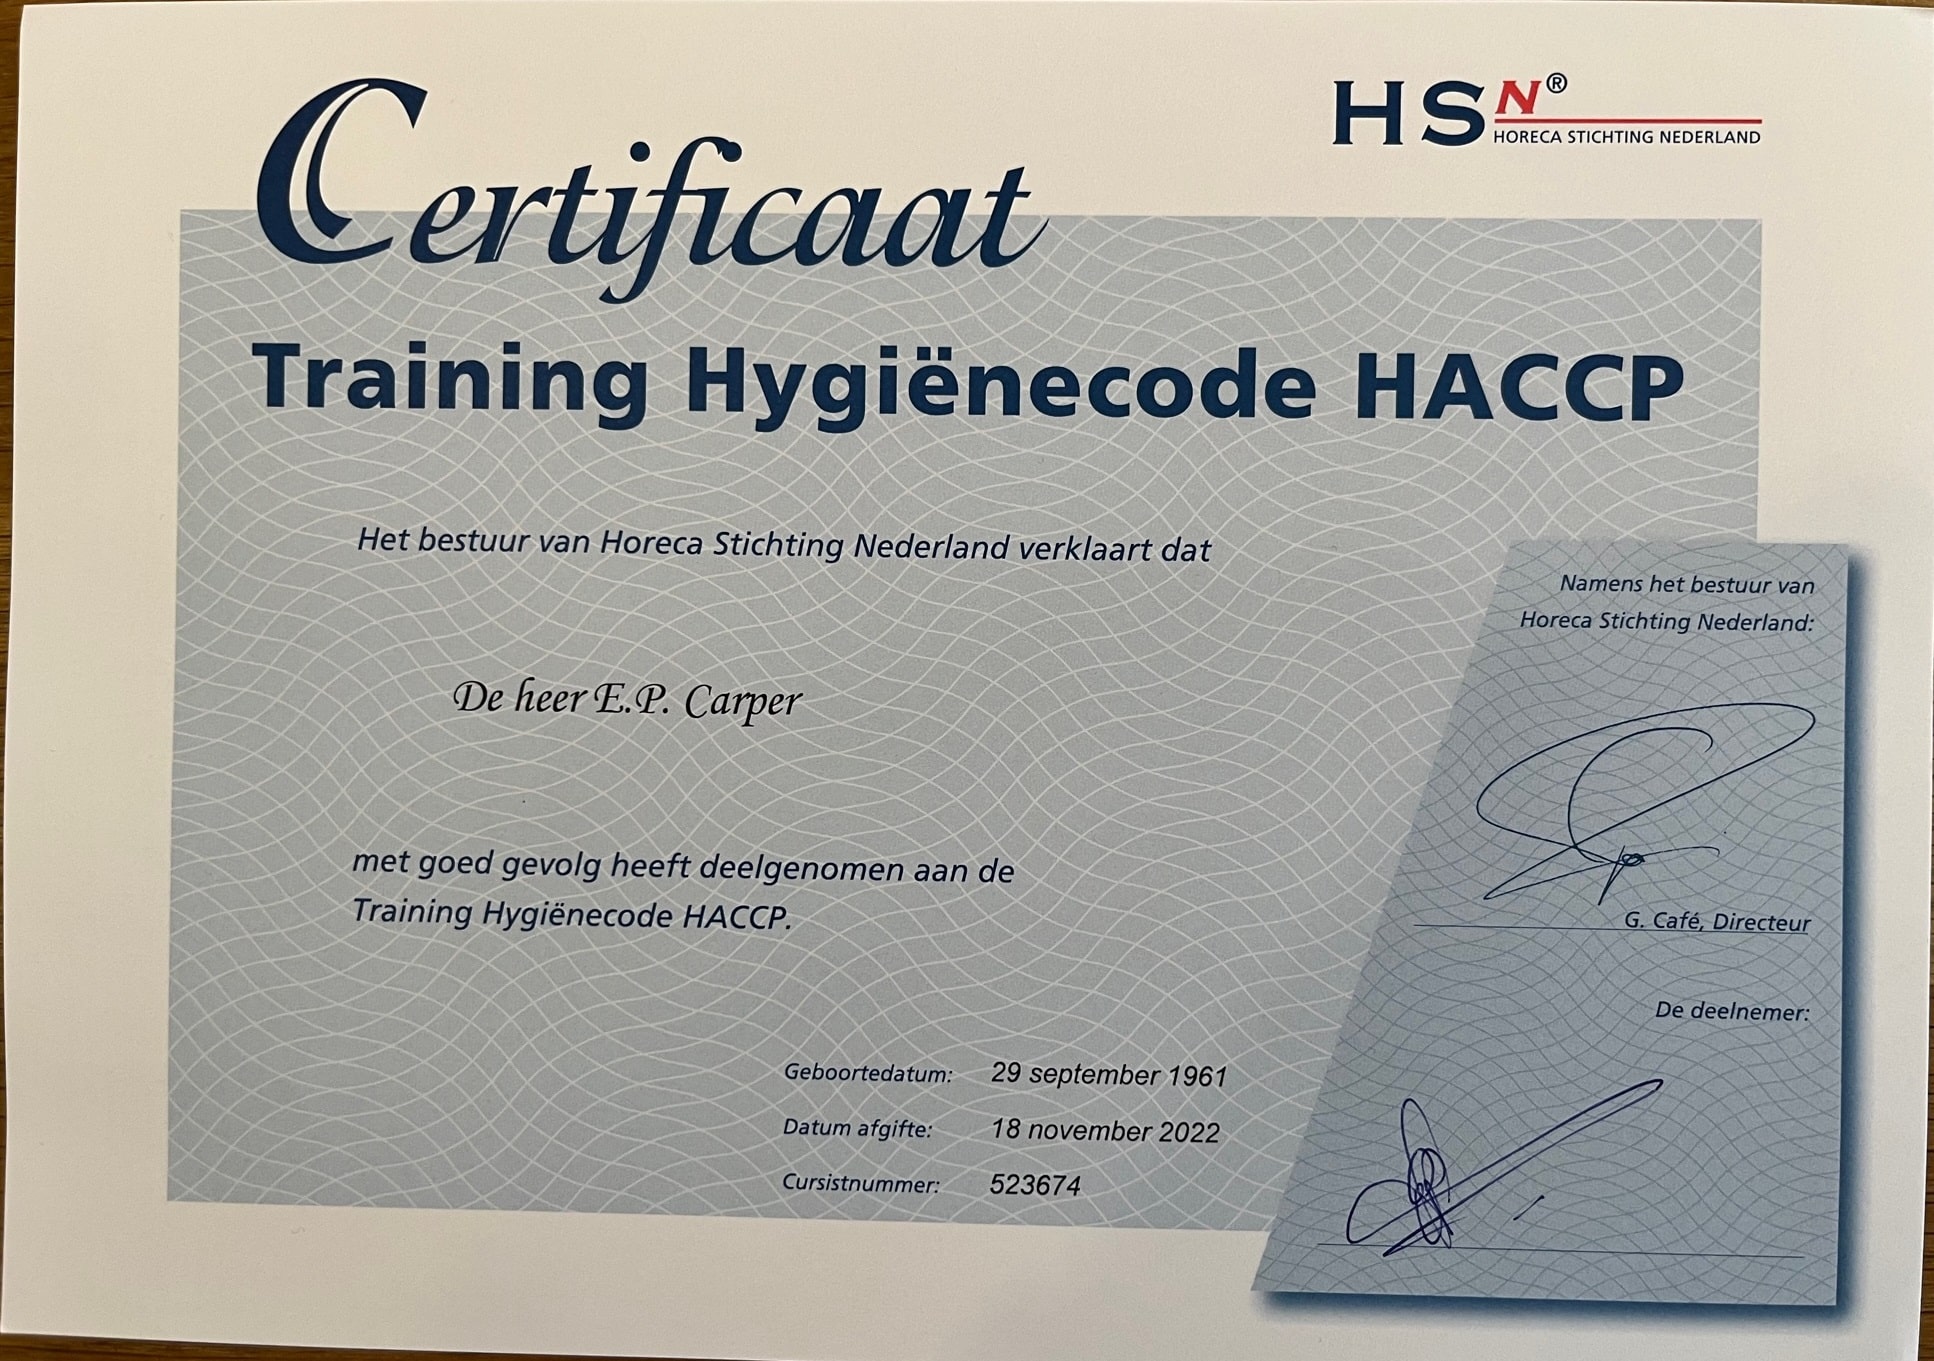 Certificaat
HSN®
HORECA STICHTING NEDERLAND
Training Hygiënecode HACCP
Het bestuur van Horeca Stichting Nederland verklaart dat
De heer E.P. Carper
met goed gevolg heeft deelgenomen aan de
Training Hygiënecode HACCP.
Geboortedatum: 29 september 1961
Datum afgifte: 18 november 2022
Cursistnummer: 523674
Namens het bestuur van
Horeca Stichting Nederland:
G. Café, Directeur
De deelnemer: